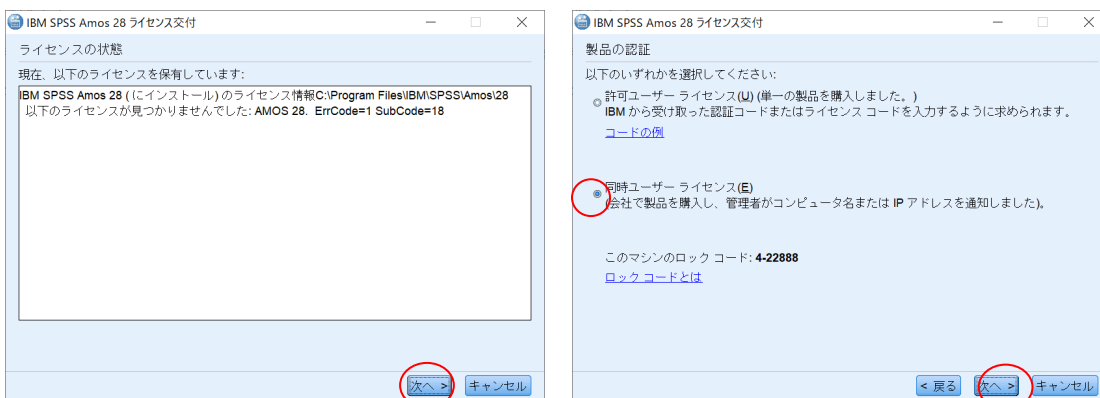 IBM SPSS Amos 28 ライセンス交付
ライセンスの状態
現在、以下のライセンスを保有しています:
IBM SPSS Amos 28 ( にインストール) のライセンス情報C:\Program Files\IBM\SPSS\Amos\28
以下のライセンスが見つかりませんでした: AMOS 28. ErrCode=1 SubCode=18
次へ >
キャンセル
IBM SPSS Amos 28 ライセンス交付
製品の認証
以下のいずれかを選択してください:
許可ユーザー ライセンス(U) (単一の製品を購入しました。)
IBM から受け取った認証コードまたはライセンス コードを入力するように求められます。
コードの例
同時ユーザー ライセンス(E)
(会社で製品を購入し、管理者がコンピュータ名または IP アドレスを通知しました)。
このマシンのロック コード: 4-22888
ロック コードとは
< 戻る
次へ >
キャンセル